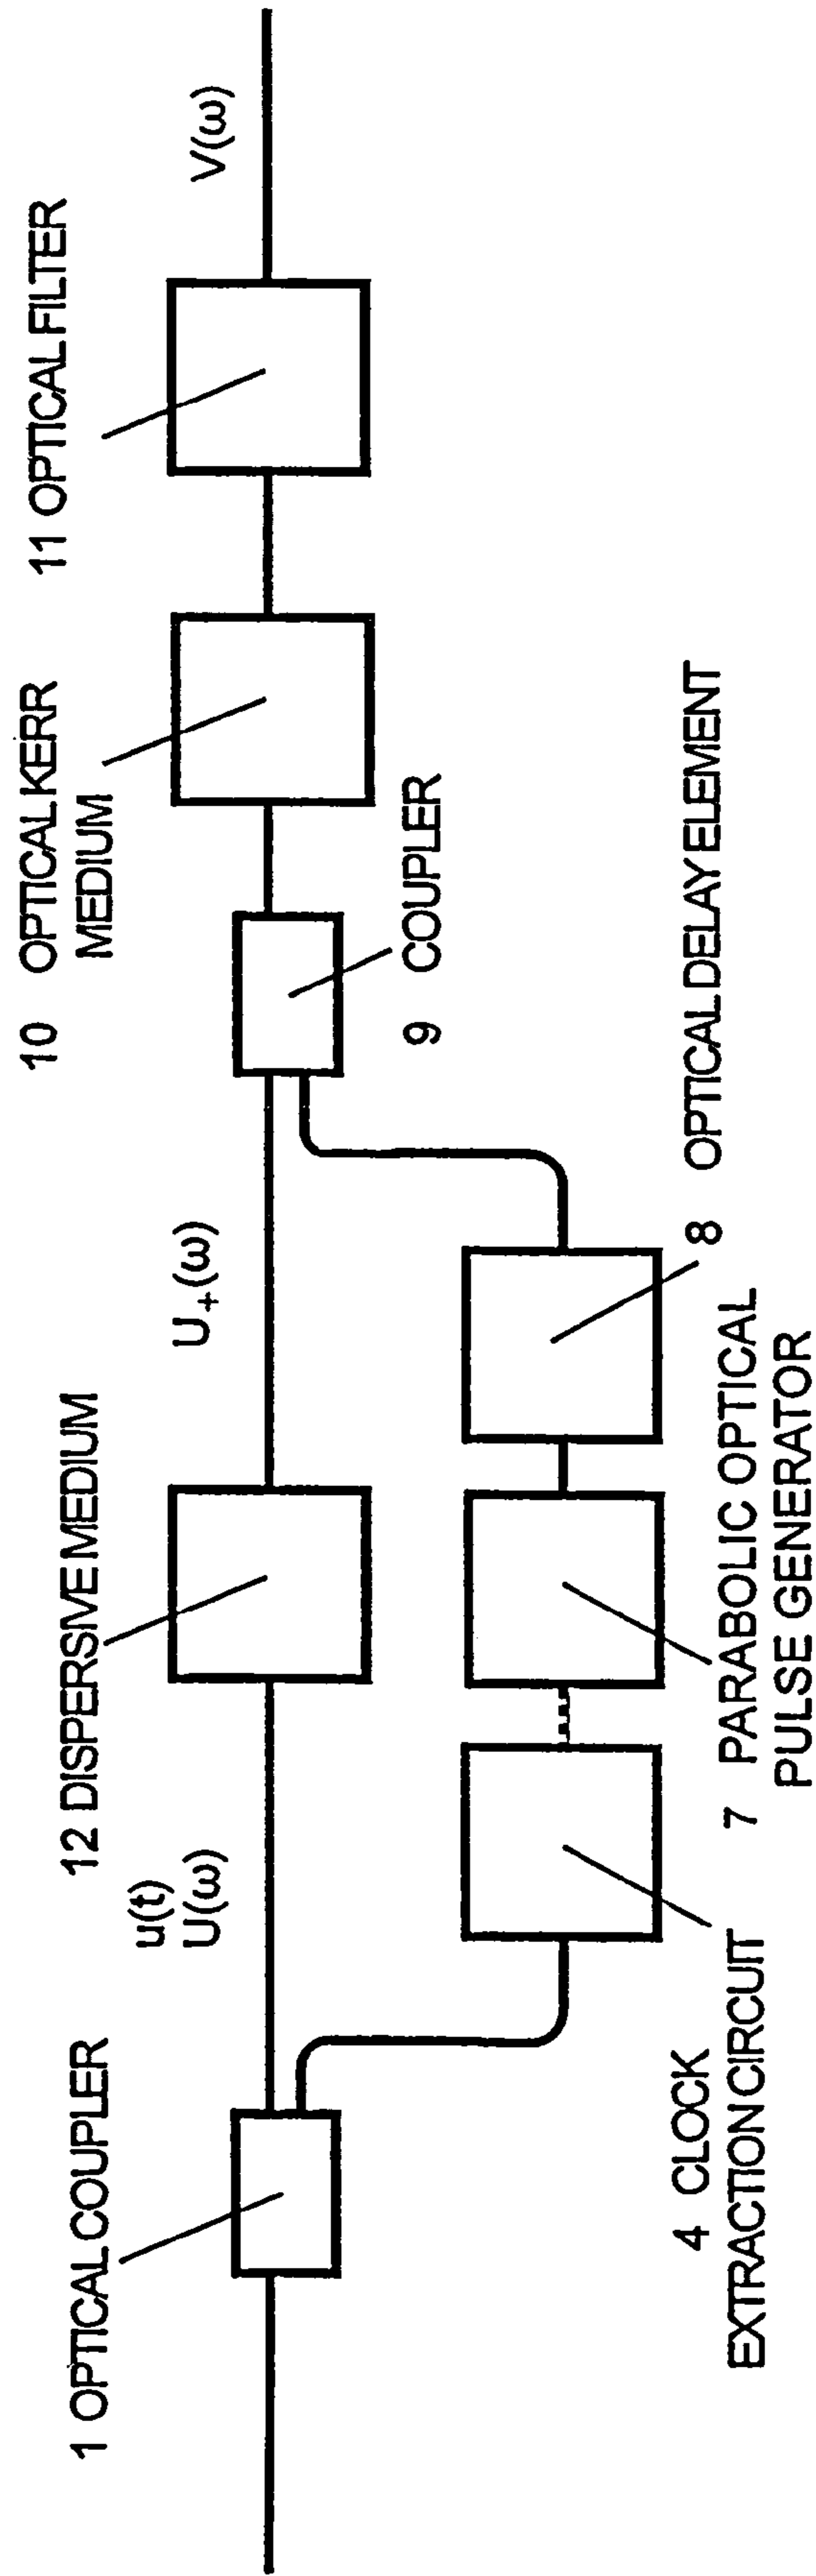 1 OPTICAL COUPLER
u(t)
U(ω)
12 DISPERSIVE MEDIUM
U+(ω)
10 OPTICAL KERR
MEDIUM
11 OPTICAL FILTER
V(ω)
9 COUPLER
4 CLOCK
EXTRACTION CIRCUIT
7 PARABOLIC OPTICAL
PULSE GENERATOR
8 OPTICAL DELAY ELEMENT